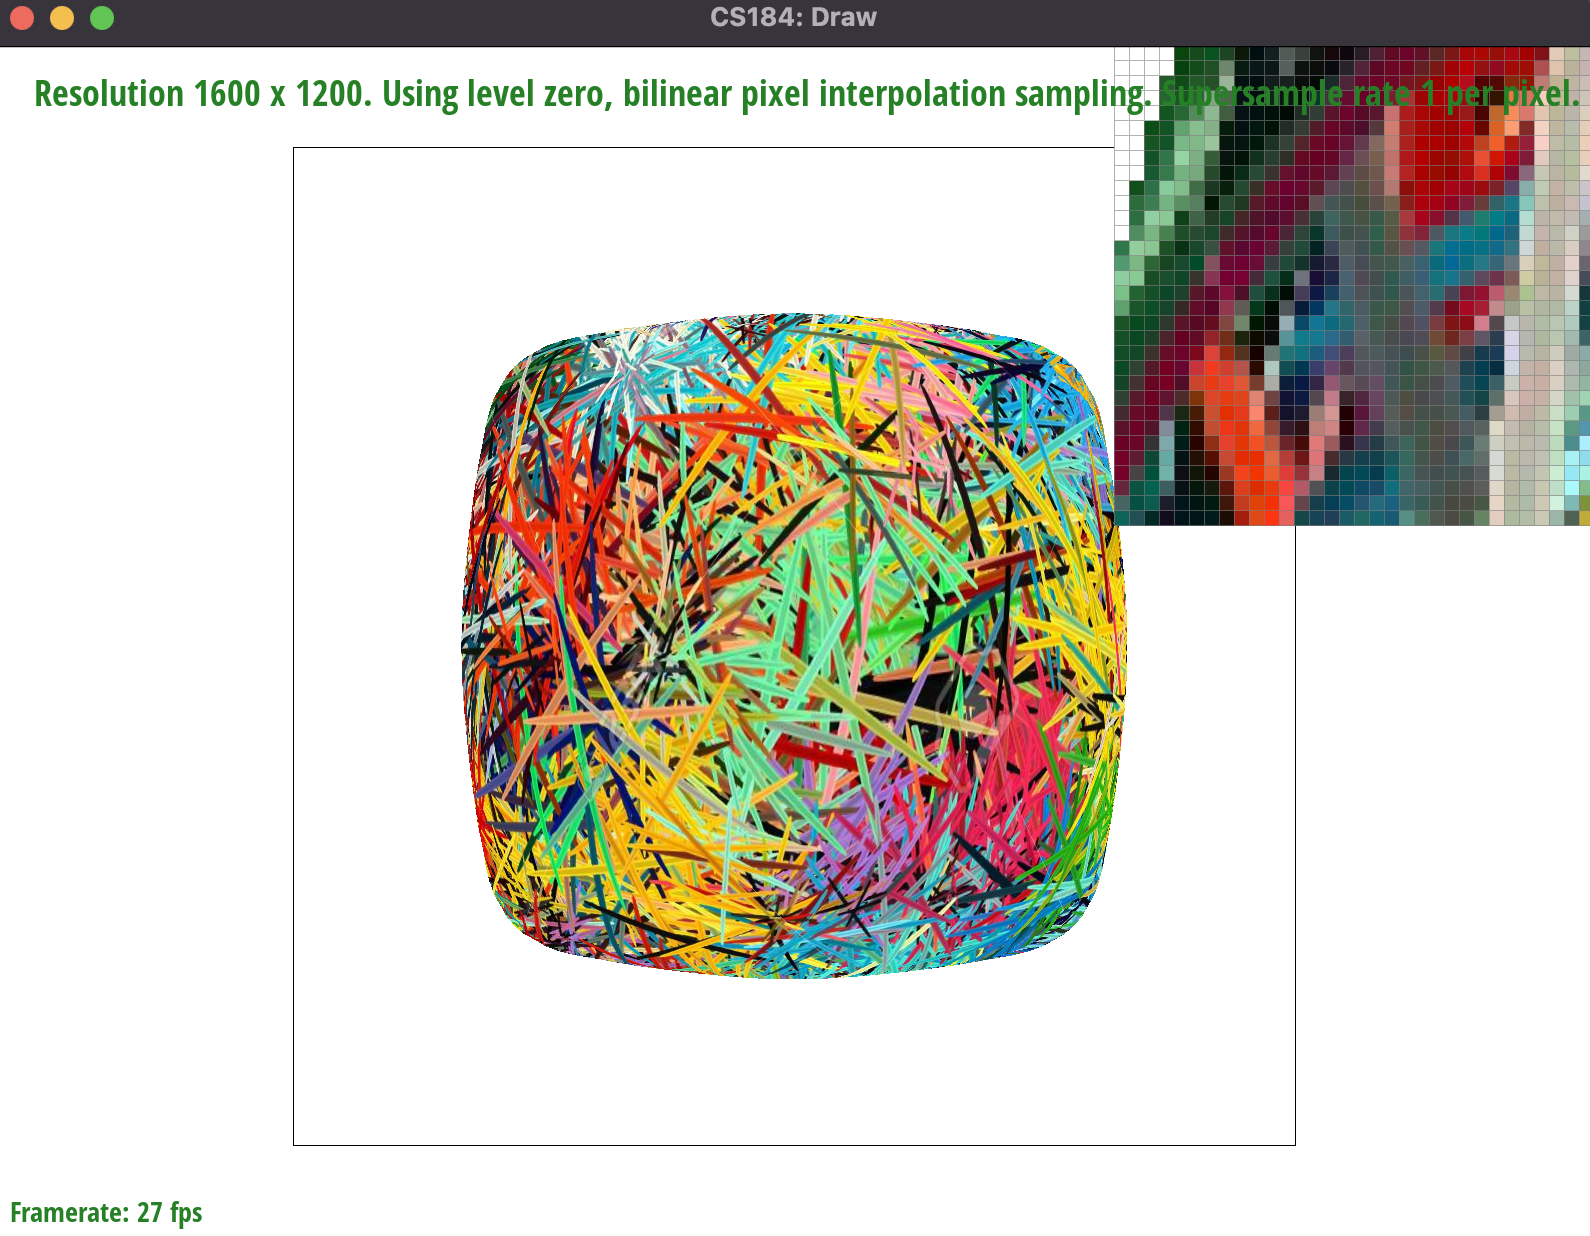 CS184: Draw
Resolution 1600 x 1200. Using level zero, bilinear pixel interpolation sampling. Supersample rate 1 per pixel.
Framerate: 27 fps